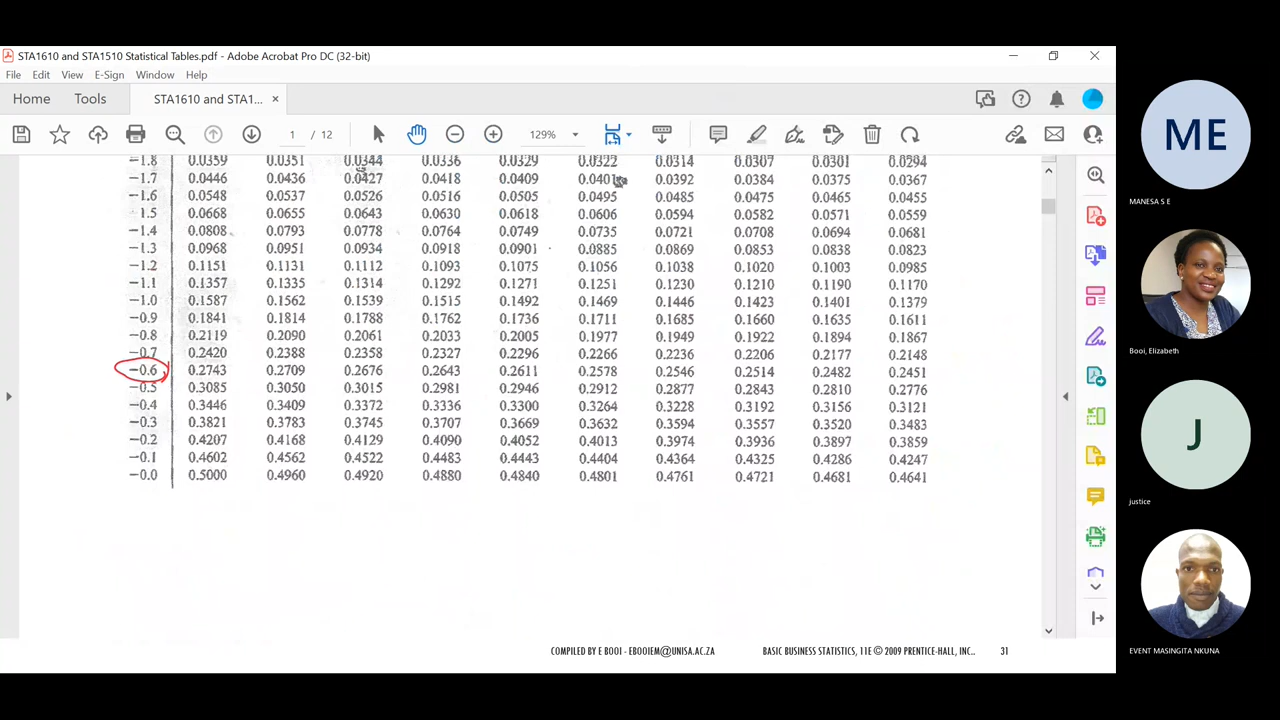 STA1610 and STA1510 Statistical Tables.pdf - Adobe Acrobat Pro DC (32-bit)
File Edit View E-Sign Window Help
Home Tools STA1610 and STA1... ×
1 / 12 129%
−1.8 0.0359 0.0351 0.0344 0.0336 0.0329 0.0322 0.0314 0.0307 0.0301 0.0294
−1.7 0.0446 0.0436 0.0427 0.0418 0.0409 0.0401 0.0392 0.0384 0.0375 0.0367
−1.6 0.0548 0.0537 0.0526 0.0516 0.0505 0.0495 0.0485 0.0475 0.0465 0.0455
−1.5 0.0668 0.0655 0.0643 0.0630 0.0618 0.0606 0.0594 0.0582 0.0571 0.0559
−1.4 0.0808 0.0793 0.0778 0.0764 0.0749 0.0735 0.0721 0.0708 0.0694 0.0681
−1.3 0.0968 0.0951 0.0934 0.0918 0.0901 0.0885 0.0869 0.0853 0.0838 0.0823
−1.2 0.1151 0.1131 0.1112 0.1093 0.1075 0.1056 0.1038 0.1020 0.1003 0.0985
−1.1 0.1357 0.1335 0.1314 0.1292 0.1271 0.1251 0.1230 0.1210 0.1190 0.1170
−1.0 0.1587 0.1562 0.1539 0.1515 0.1492 0.1469 0.1446 0.1423 0.1401 0.1379
−0.9 0.1841 0.1814 0.1788 0.1762 0.1736 0.1711 0.1685 0.1660 0.1635 0.1611
−0.8 0.2119 0.2090 0.2061 0.2033 0.2005 0.1977 0.1949 0.1922 0.1894 0.1867
−0.7 0.2420 0.2388 0.2358 0.2327 0.2296 0.2266 0.2236 0.2206 0.2177 0.2148
−0.6 0.2743 0.2709 0.2676 0.2643 0.2611 0.2578 0.2546 0.2514 0.2482 0.2451
−0.5 0.3085 0.3050 0.3015 0.2981 0.2946 0.2912 0.2877 0.2843 0.2810 0.2776
−0.4 0.3446 0.3409 0.3372 0.3336 0.3300 0.3264 0.3228 0.3192 0.3156 0.3121
−0.3 0.3821 0.3783 0.3745 0.3707 0.3669 0.3632 0.3594 0.3557 0.3520 0.3483
−0.2 0.4207 0.4168 0.4129 0.4090 0.4052 0.4013 0.3974 0.3936 0.3897 0.3859
−0.1 0.4602 0.4562 0.4522 0.4483 0.4443 0.4404 0.4364 0.4325 0.4286 0.4247
−0.0 0.5000 0.4960 0.4920 0.4880 0.4840 0.4801 0.4761 0.4721 0.4681 0.4641
COMPILED BY E BOOI - EBOOIEM@UNISA.AC.ZA BASIC BUSINESS STATISTICS, 11E © 2009 PRENTICE-HALL, INC.. 31
ME
MANESA S E
Booi, Elizabeth
J
justice
EVENT MASINGITA NKUNA